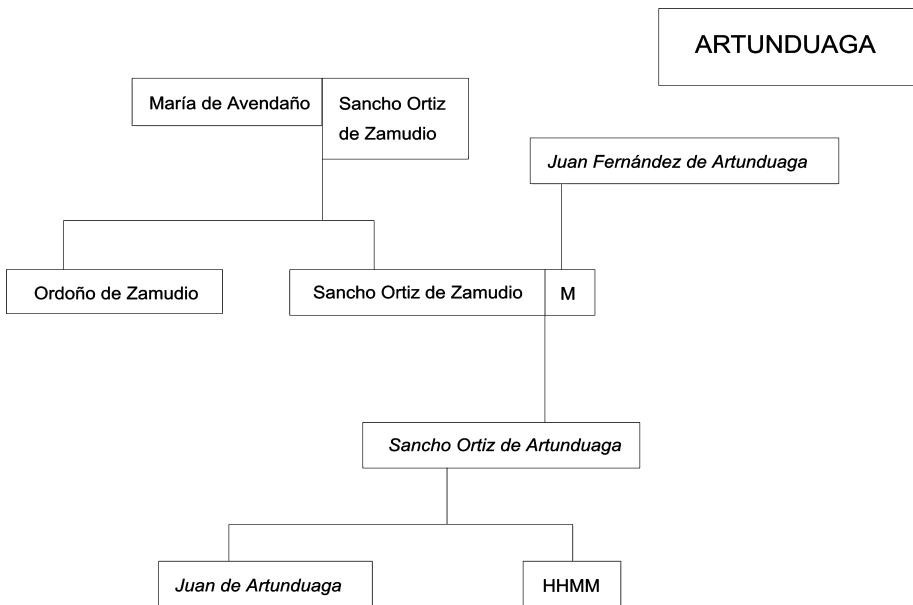 ARTUNDUAGA
María de Avendaño
Sancho Ortiz
de Zamudio
Juan Fernández de Artunduaga
Ordoño de Zamudio
Sancho Ortiz de Zamudio
M
Sancho Ortiz de Artunduaga
Juan de Artunduaga
HHMM